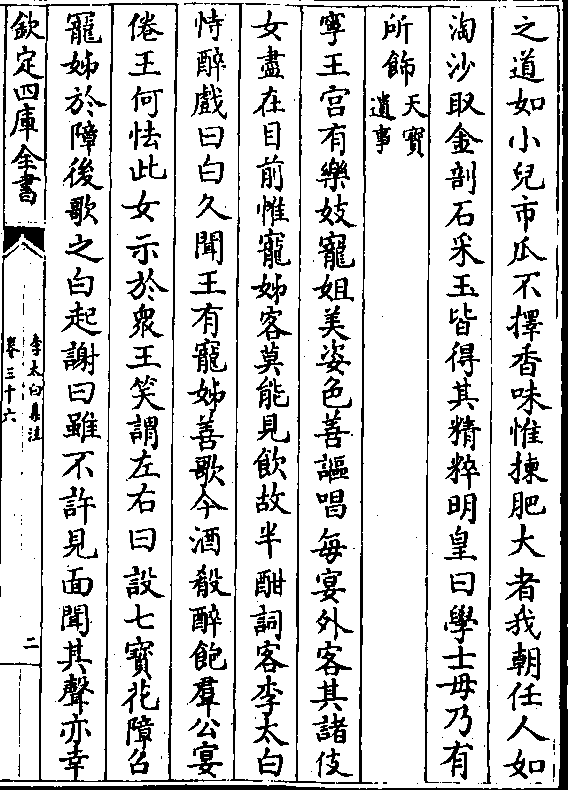 之道如小兒市瓜不擇香味惟揀肥大者我朝任人如
淘沙取金剖石采玉皆得其精粹明皇曰學士毋乃有
所飾天寶
遺事
寧王宫有樂妓寵姐美姿色善謳唱每宴外客其諸伎
女盡在目前惟寵姊客莫能見飲故半酣詞客李太白
恃醉戲曰白久聞王有寵姊善歌今酒殽醉飽羣公宴
倦王何恡此女示於衆王笑謂左右曰設七寶花障召
寵姊於障後歌之白起謝曰雖不許見面聞其聲亦幸
欽定四庫全書
李太白集注
卷三十六
二